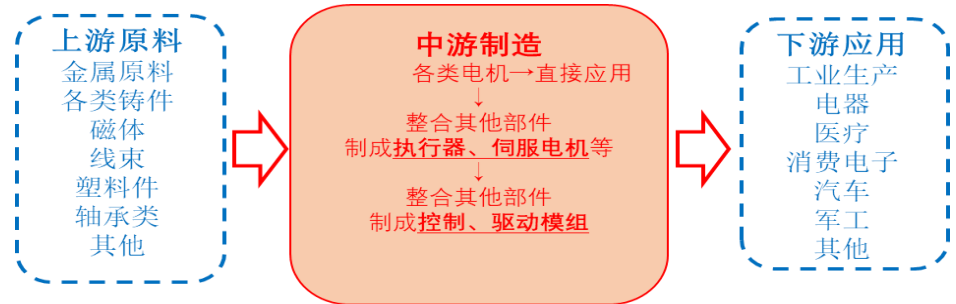 上游原料
金属原料
各类铸件
磁体
线束
塑料件
轴承类
其他
中游制造
各类电机→直接应用
↓
整合其他部件
制成执行器、伺服电机等
↓
整合其他部件
制成控制、驱动模组
下游应用
工业生产
电器
医疗
消费电子
汽车
军工
其他